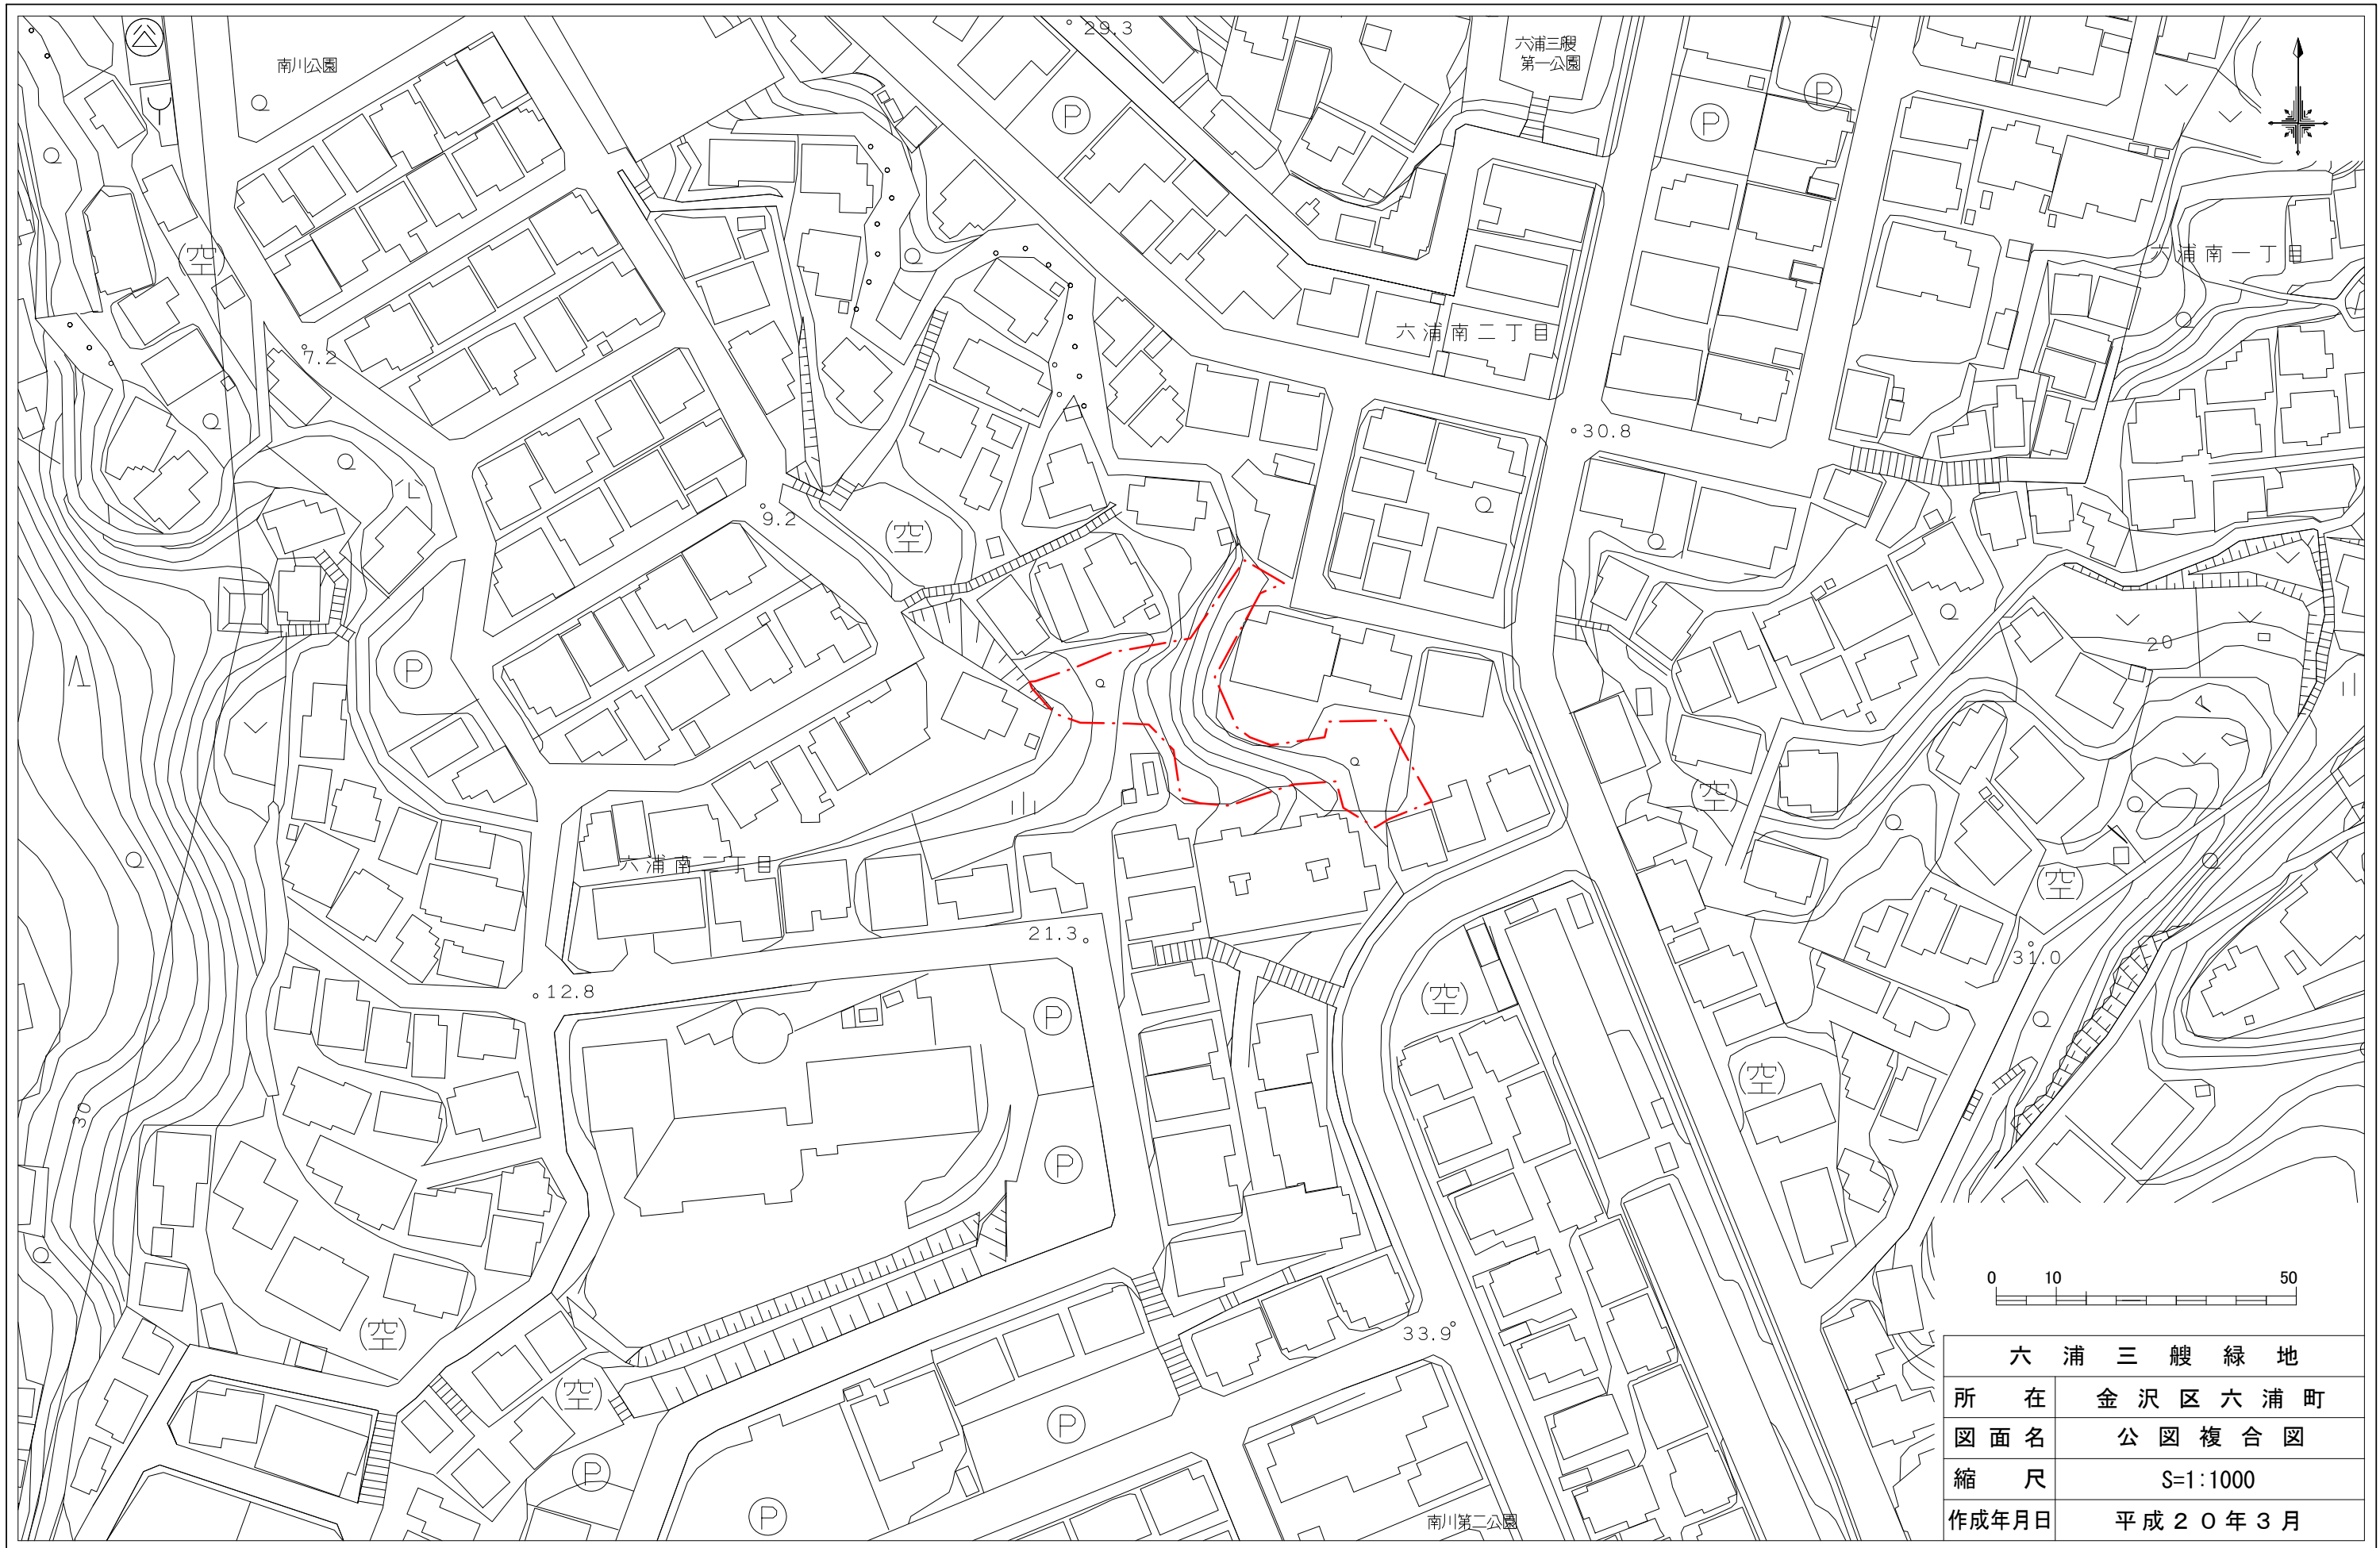 29.3
六浦三艘
第一公園
南川公園
P
P
P
(空)
六浦南一丁目
六浦南二丁目
7.2
30.8
9.2
(空)
20
P
(空)
六浦南二丁目
(空)
21.3
31.0
12.8
(空)
P
(空)
30
P
0 10 50
(空)
33.9
(空)
P
P
P
南川第二公園
六浦三艘緑地
所在 金沢区六浦町
図面名 公図複合図
縮尺 S=1:1000
作成年月日 平成20年3月